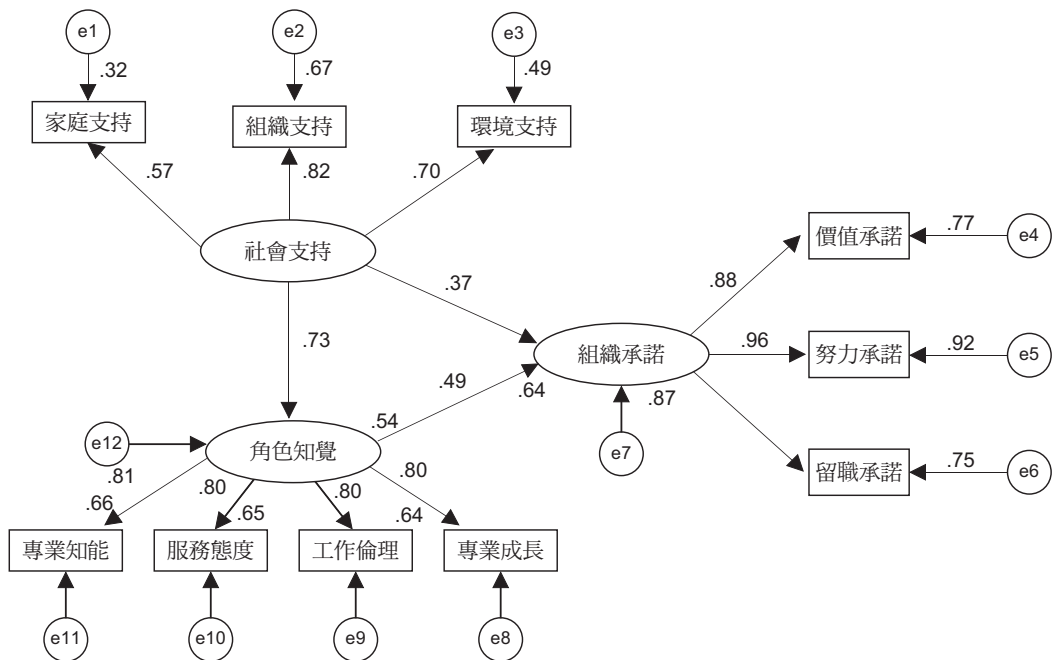 e1
e2
e3
.32
.67
.49
家庭支持
組織支持
環境支持
.57
.82
.70
社會支持
價值承諾
.77
e4
.37
.88
.73
組織承諾
.96
努力承諾
.92
e5
.49
.64
.87
.54
e12
角色知覺
e7
留職承諾
.75
e6
.81
.80
.80
.80
.66
.65
.64
專業知能
服務態度
工作倫理
專業成長
e11
e10
e9
e8